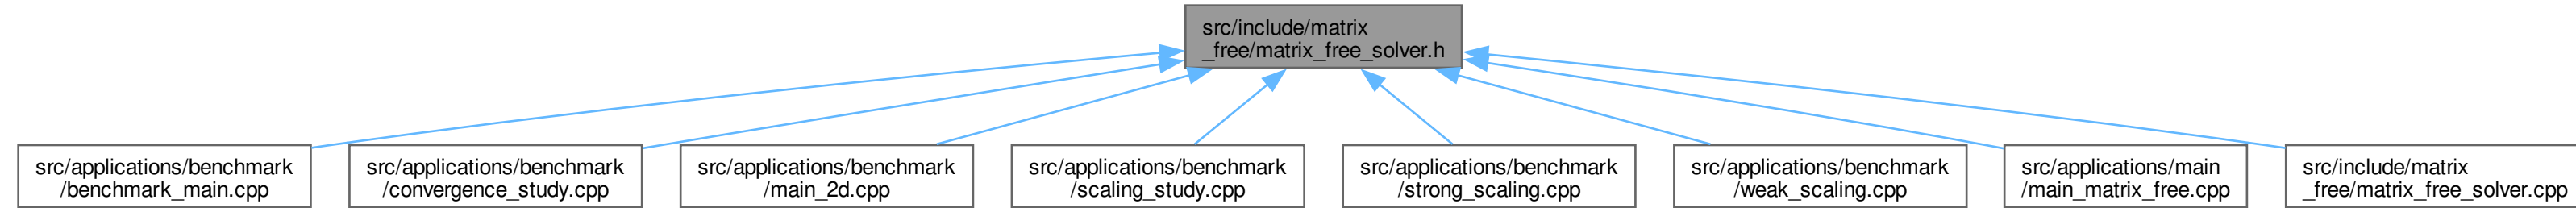 src/include/matrix
_free/matrix_free_solver.h
src/applications/benchmark
/benchmark_main.cpp
src/applications/benchmark
/convergence_study.cpp
src/applications/benchmark
/main_2d.cpp
src/applications/benchmark
/scaling_study.cpp
src/applications/benchmark
/strong_scaling.cpp
src/applications/benchmark
/weak_scaling.cpp
src/applications/main
/main_matrix_free.cpp
src/include/matrix
_free/matrix_free_solver.cpp